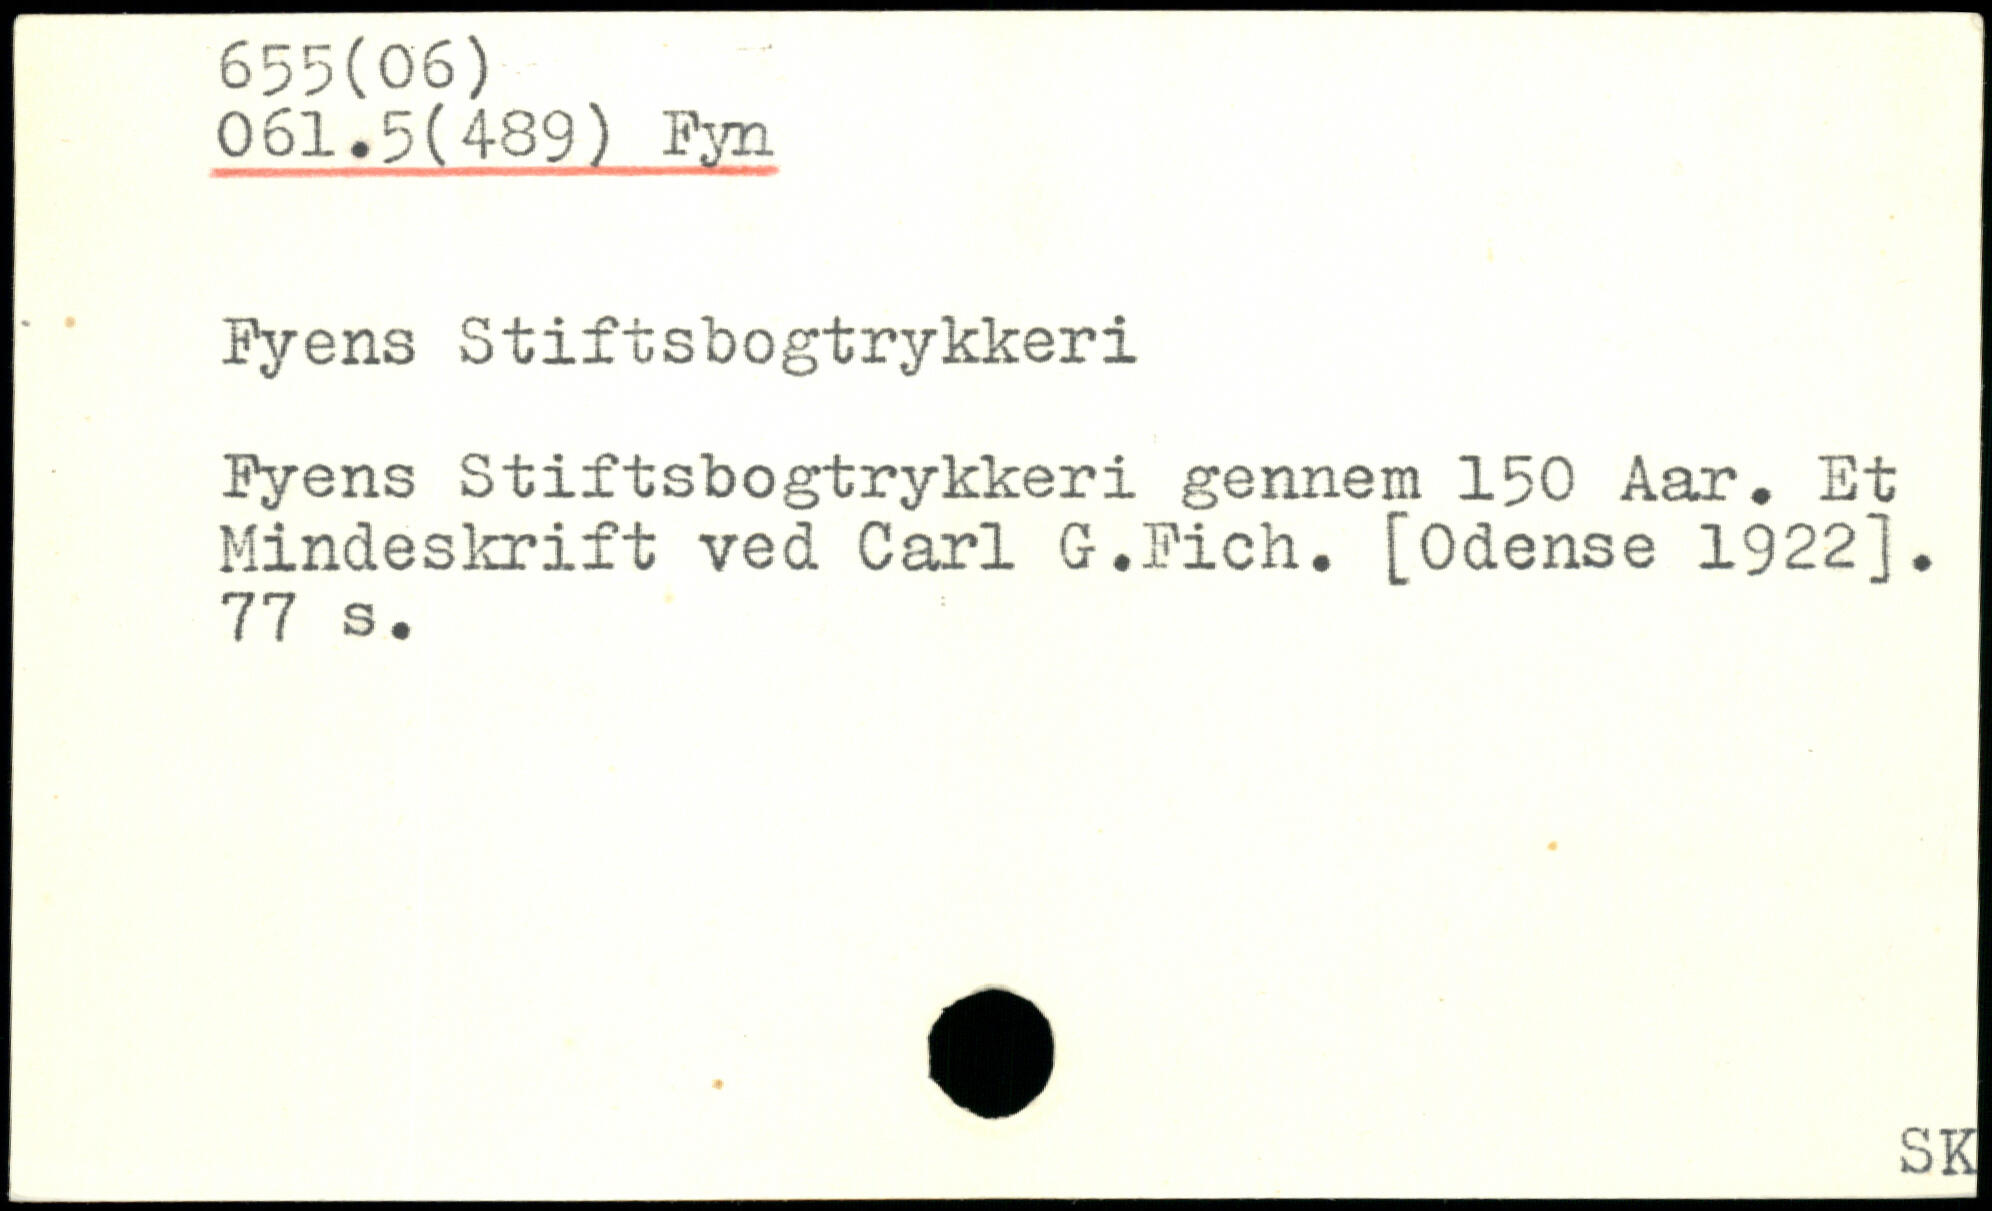 655(06)
061.5(489) Fyn
Fyens Stiftsbogtrykkeri
Fyens Stiftsbogtrykkeri gennem 150 Aar. Et
Mindeskrift ved Carl G.Fich. [Odense 1922].
77 s.
SK